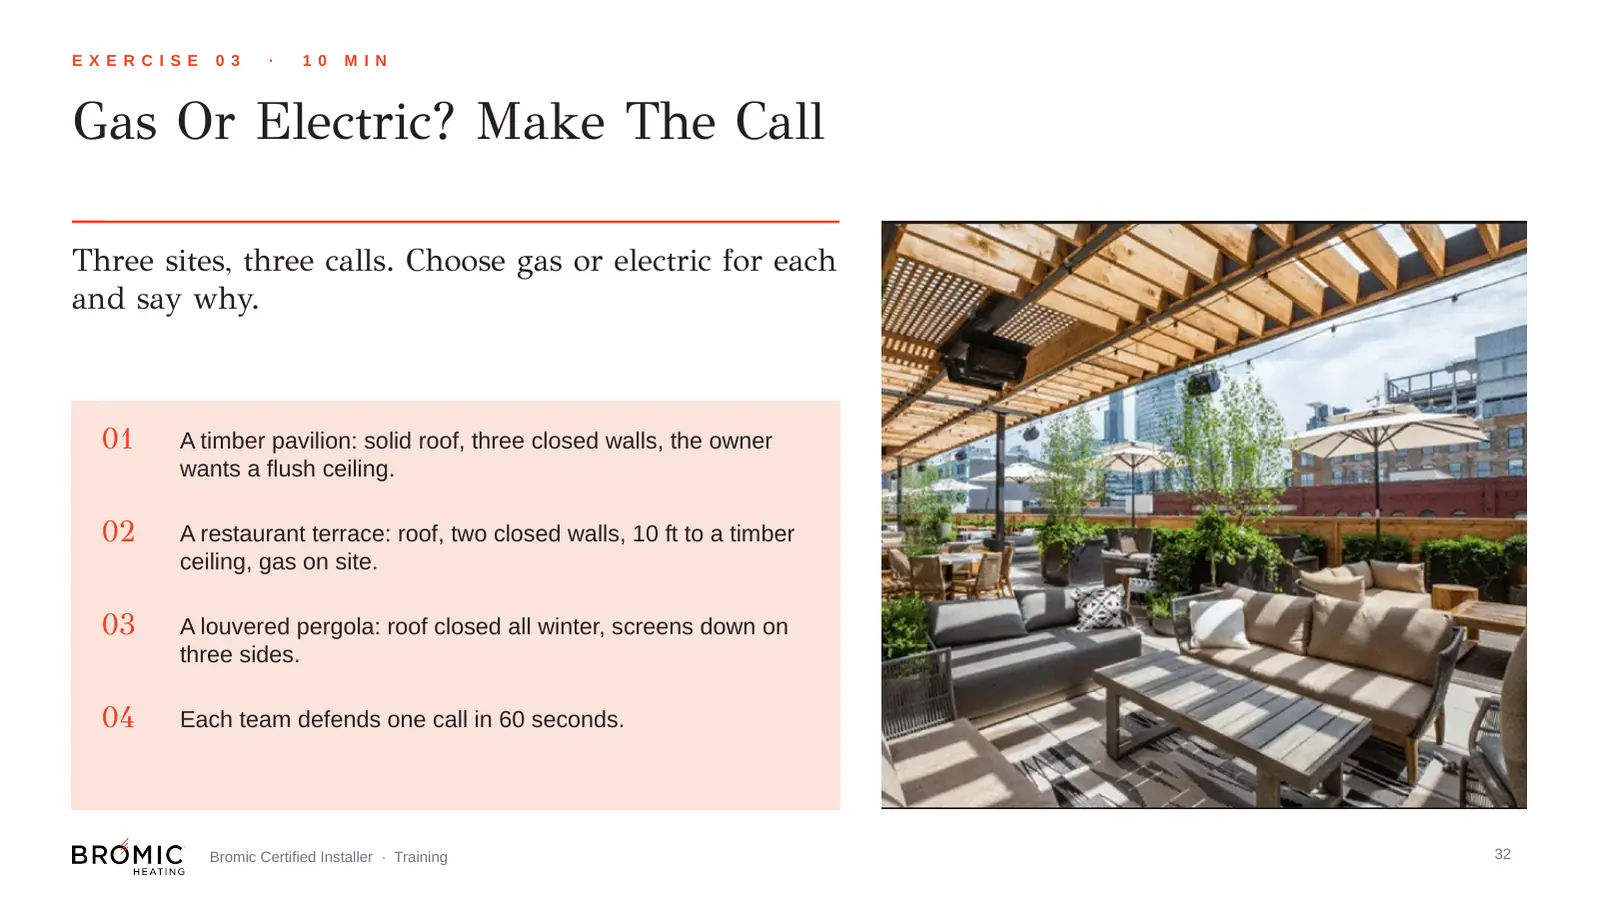 EXERCISE 03 · 10 MIN
Gas Or Electric? Make The Call
Three sites, three calls. Choose gas or electric for each
and say why.
01 A timber pavilion: solid roof, three closed walls, the owner
wants a flush ceiling.
02 A restaurant terrace: roof, two closed walls, 10 ft to a timber
ceiling, gas on site.
03 A louvered pergola: roof closed all winter, screens down on
three sides.
04 Each team defends one call in 60 seconds.
BROMIC
HEATING
Bromic Certified Installer · Training
32